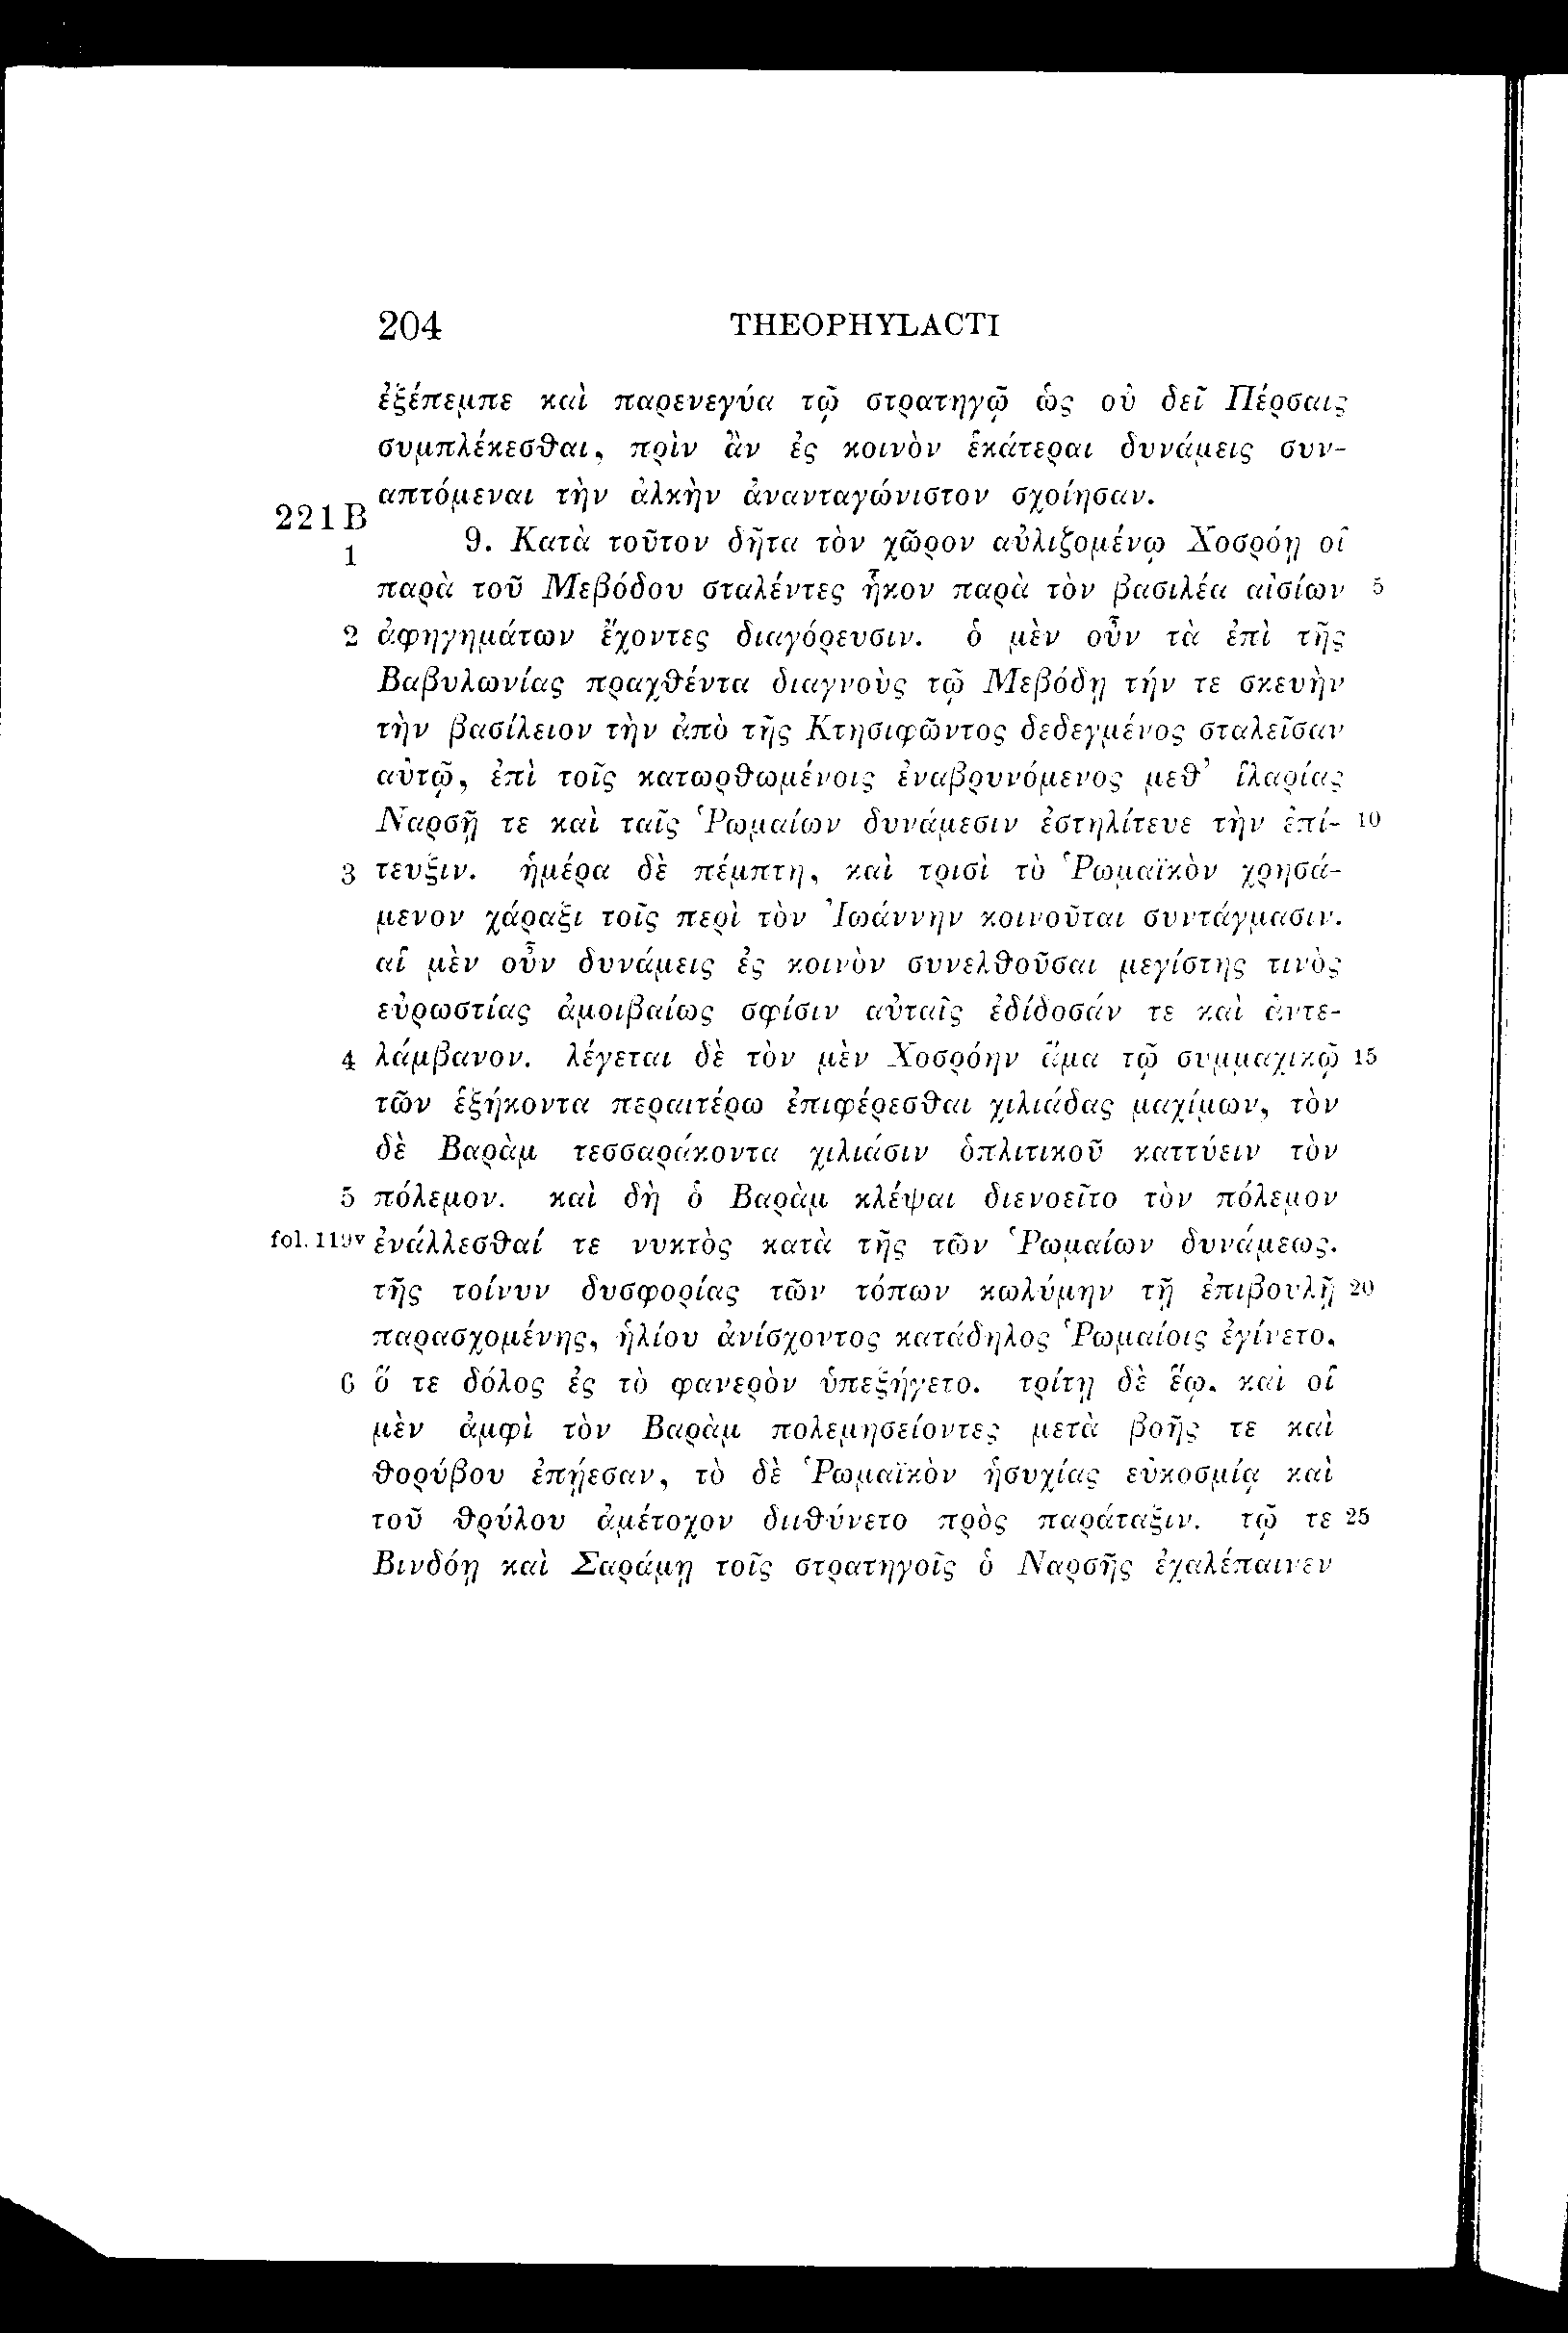 204 THEOPHYLACTI
ἐξέπεμπε καὶ παρενεγύα τῷ στρατηγῷ ὡς οὐ δεῖ Πέρσαις
συμπλέκεσθαι, πρὶν ἂν ἐς κοινὸν ἑκάτεραι δυνάμεις συν-
απτόμεναι τὴν ἀλκὴν ἀνανταγώνιστον σχοίησαν.
221 B
1 9. Κατὰ τοῦτον δῆτα τὸν χῶρον αὐλιζομένῳ Χοσρόῃ οἱ
παρὰ τοῦ Μεβόδου σταλέντες ἧκον παρὰ τὸν βασιλέα αἰσίων 5
2 ἀφηγημάτων ἔχοντες διαγόρευσιν. ὁ μὲν οὖν τὰ ἐπὶ τῆς
Βαβυλωνίας πραχθέντα διαγνοὺς τῷ Μεβόδῃ τήν τε σκευὴν
τὴν βασίλειον τὴν ἀπὸ τῆς Κτησιφῶντος δεδεγμένος σταλεῖσαν
αὐτῷ, ἐπὶ τοῖς κατωρθωμένοις ἐναβρυνόμενος μεθ’ ἱλαρίας
Ναρσῇ τε καὶ ταῖς Ῥωμαίων δυνάμεσιν ἐστηλίτευε τὴν ἐπί- 10
3 τευξιν. ἡμέρα δὲ πέμπτη, καὶ τρισὶ τὸ Ῥωμαϊκὸν χρησά-
μενον χάραξι τοῖς περὶ τὸν Ἰωάννην κοινοῦται συντάγμασιν.
αἱ μὲν οὖν δυνάμεις ἐς κοινὸν συνελθοῦσαι μεγίστης τινὸς
εὐρωστίας ἀμοιβαίως σφίσιν αὐταῖς ἐδίδοσάν τε καὶ ἀντε-
4 λάμβανον. λέγεται δὲ τὸν μὲν Χοσρόην ἅμα τῷ συμμαχικῷ 15
τῶν ἑξήκοντα περαιτέρω ἐπιφέρεσθαι χιλιάδας μαχίμων, τὸν
δὲ Βαρὰμ τεσσαράκοντα χιλιάσιν ὁπλιτικοῦ καττύειν τὸν
5 πόλεμον. καὶ δὴ ὁ Βαρὰμ κλέψαι διενοεῖτο τὸν πόλεμον
fol. 119v ἐνάλλεσθαί τε νυκτὸς κατὰ τῆς τῶν Ῥωμαίων δυνάμεως.
τῆς τοίνυν δυσφορίας τῶν τόπων κωλύμην τῇ ἐπιβουλῇ 20
παρασχομένης, ἡλίου ἀνίσχοντος κατάδηλος Ῥωμαίοις ἐγίνετο,
6 ὅ τε δόλος ἐς τὸ φανερὸν ὑπεξήγετο. τρίτη δὲ ἕῳ, καὶ οἱ
μὲν ἀμφὶ τὸν Βαρὰμ πολεμησείοντες μετὰ βοῆς τε καὶ
θορύβου ἐπῄεσαν, τὸ δὲ Ῥωμαϊκὸν ἡσυχίας εὐκοσμίᾳ καὶ
τοῦ θρύλου ἀμέτοχον διιθύνετο πρὸς παράταξιν. τῷ τε 25
Βινδόῃ καὶ Σαράμῃ τοῖς στρατηγοῖς ὁ Ναρσῆς ἐχαλέπαινεν